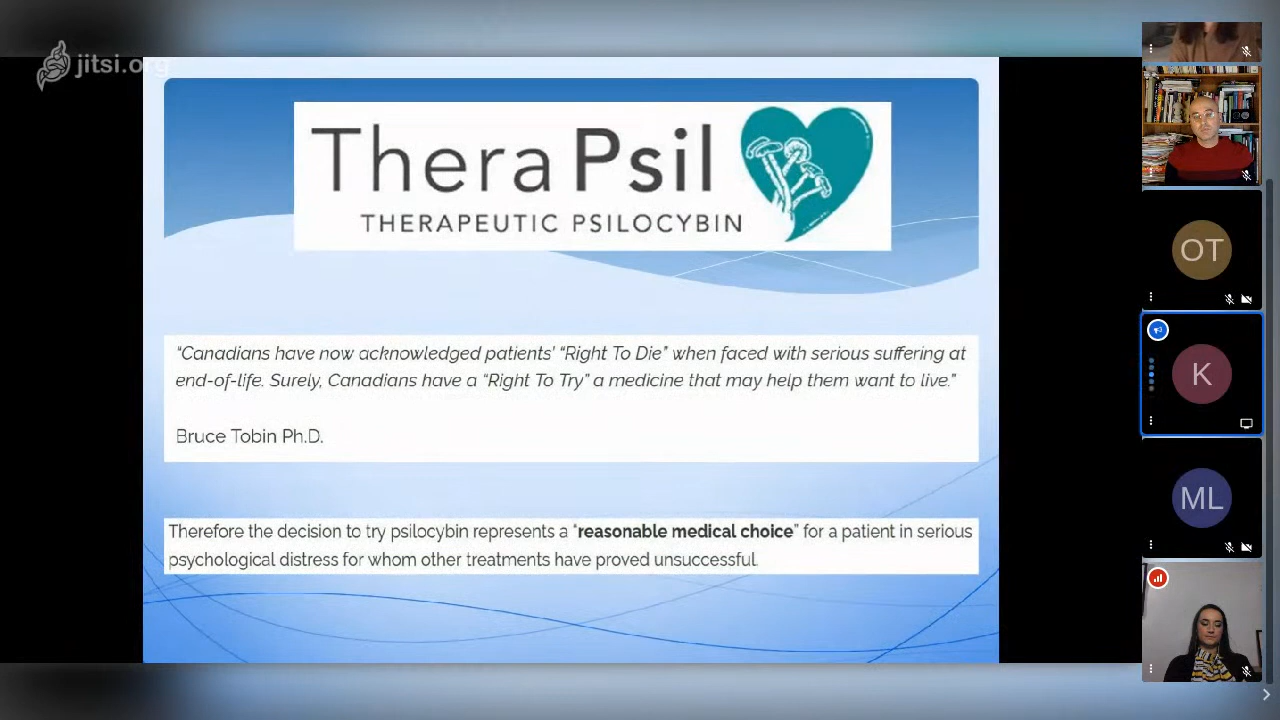 jitsi.org
Thera Psil
THERAPEUTIC PSILOCYBIN
“Canadians have now acknowledged patients’ “Right To Die” when faced with serious suffering at
end-of-life. Surely, Canadians have a “Right To Try” a medicine that may help them want to live.”
Bruce Tobin Ph.D.
Therefore the decision to try psilocybin represents a “reasonable medical choice” for a patient in serious
psychological distress for whom other treatments have proved unsuccessful.
OT
K
ML